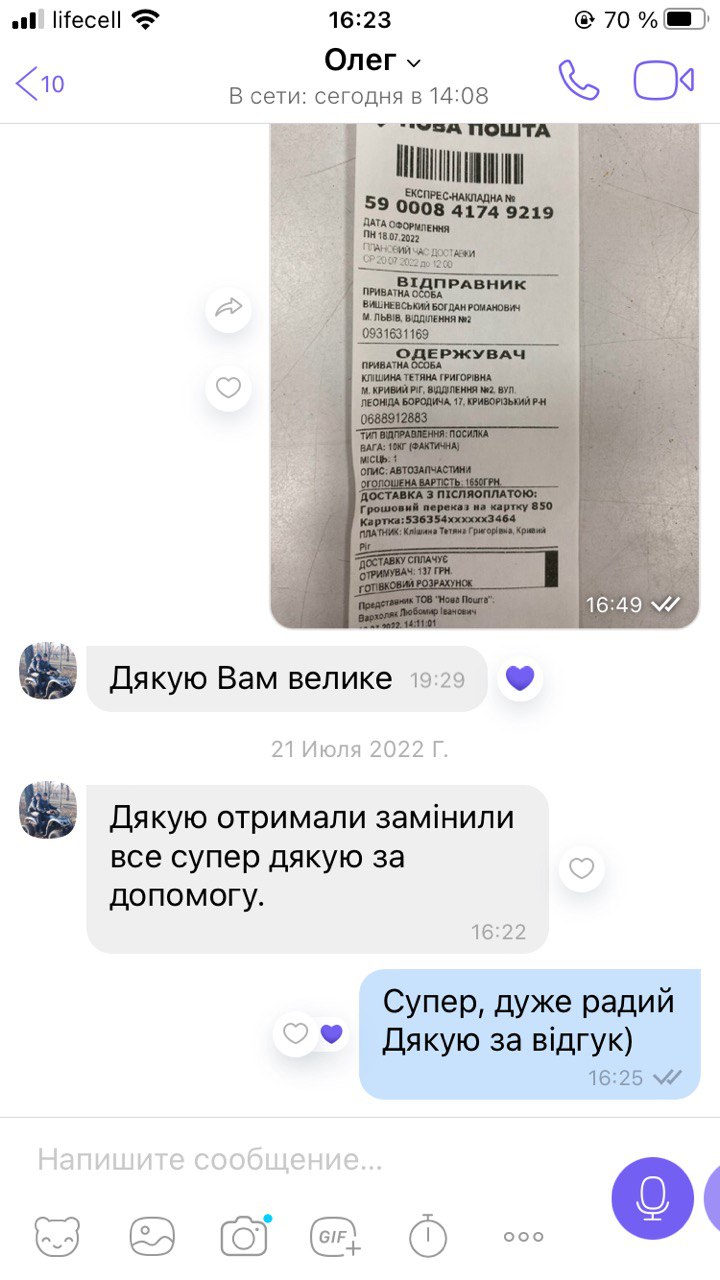 lifecell
16:23
70 %
10
Олег
В сети: сегодня в 14:08
НОВА ПОШТА
ЕКСПРЕС-НАКЛАДНА №
59 0008 4174 9219
ДАТА ОФОРМЛЕННЯ
ПН 18.07.2022
ПЛАНОВИЙ ЧАС ДОСТАВКИ
СР 20.07.2022 до 12:00
ВІДПРАВНИК
ПРИВАТНА ОСОБА
ВИШНЕВСЬКИЙ БОГДАН РОМАНОВИЧ
М. ЛЬВІВ, ВІДДІЛЕННЯ №2
0931631169
ОДЕРЖУВАЧ
ПРИВАТНА ОСОБА
КЛІШИНА ТЕТЯНА ГРИГОРІВНА
М. КРИВИЙ РІГ, ВІДДІЛЕННЯ №2, ВУЛ.
ЛЕОНІДА БОРОДИЧА, 17, КРИВОРІЗЬКИЙ Р-Н
0688912883
ТИП ВІДПРАВЛЕННЯ: ПОСИЛКА
ВАГА: 10КГ (ФАКТИЧНА)
МІСЦЬ: 1
ОПИС: АВТОЗАПЧАСТИНИ
ОГОЛОШЕНА ВАРТІСТЬ: 1650ГРН.
ДОСТАВКА З ПІСЛЯОПЛАТОЮ:
Грошовий переказ на картку 850
Картка:536354xxxxxx3464
ПЛАТНИК: Клішина Тетяна Григорівна, Кривий
Ріг
ДОСТАВКУ СПЛАЧУЄ
ОТРИМУВАЧ: 137 ГРН.
ГОТІВКОВИЙ РОЗРАХУНОК
Представник ТОВ "Нова Пошта":
Вархоляк Любомир Іванович
.2022, 14:11:01
16:49
Дякую Вам велике
19:29
21 Июля 2022 Г.
Дякую отримали замінили
все супер дякую за
допомогу.
16:22
Супер, дуже радий
Дякую за відгук)
16:25
Напишите сообщение...
GIF